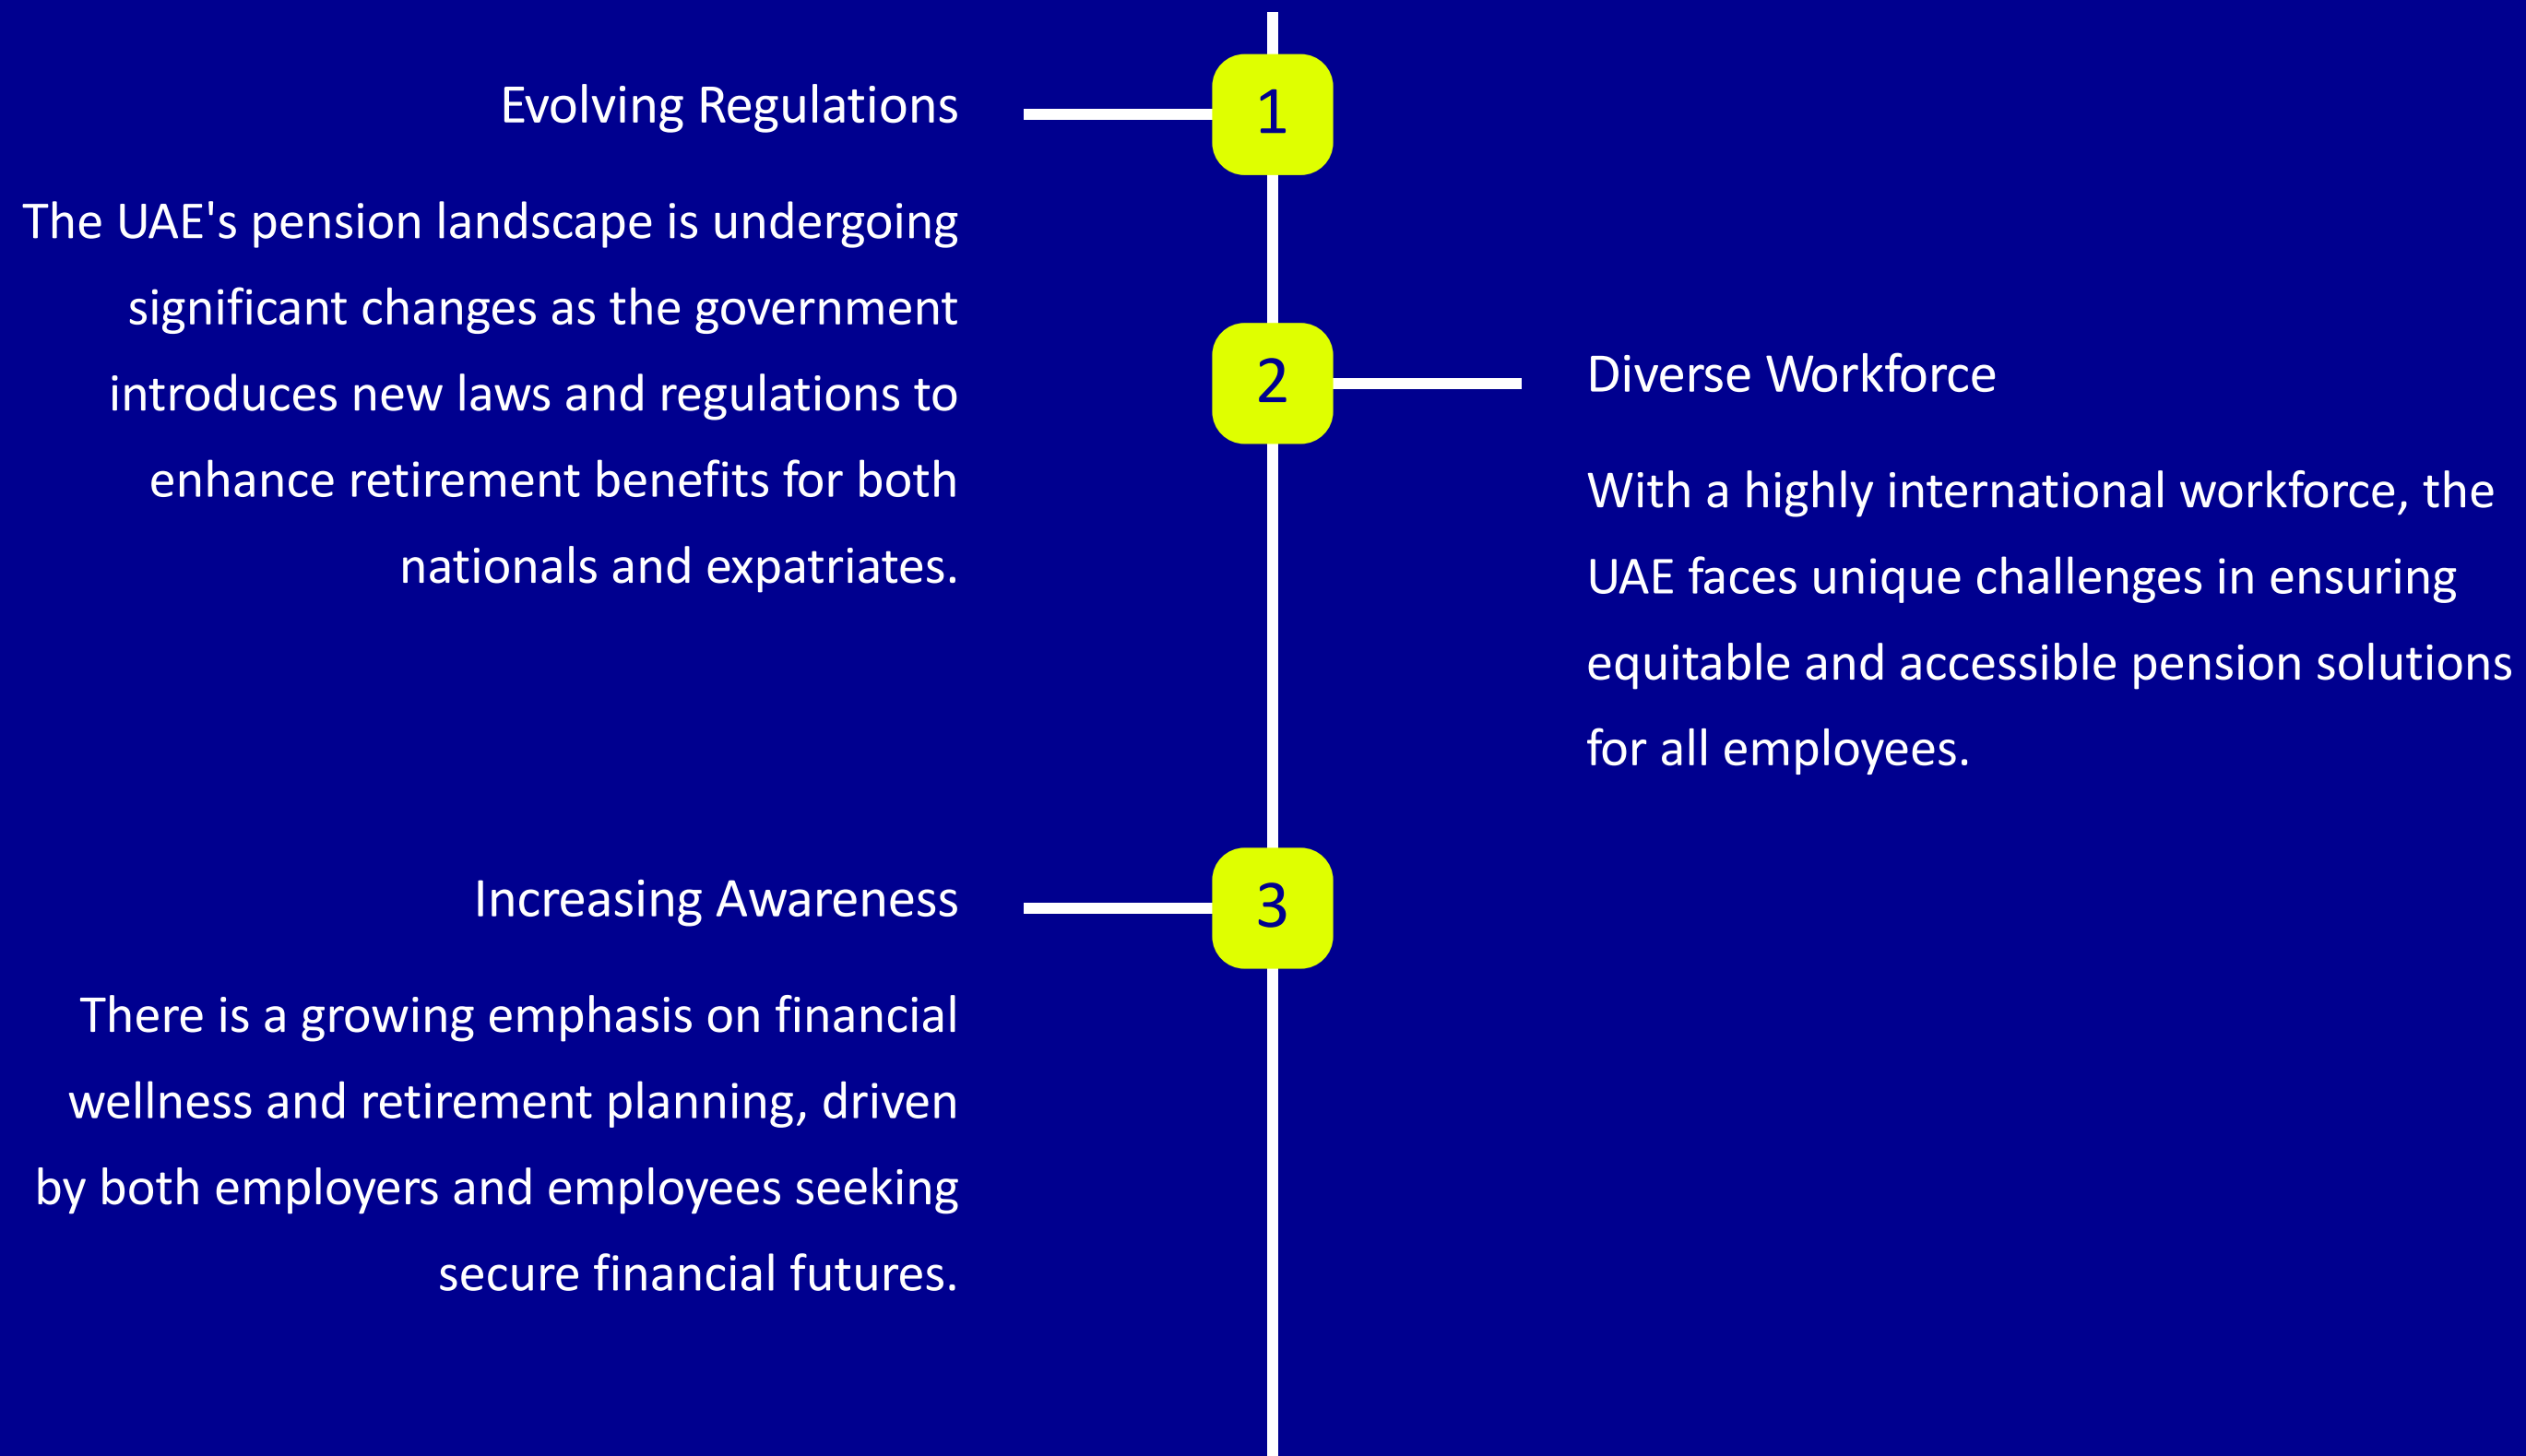 1
Evolving Regulations
The UAE's pension landscape is undergoing
significant changes as the government
introduces new laws and regulations to
enhance retirement benefits for both
nationals and expatriates.
2
Diverse Workforce
With a highly international workforce, the
UAE faces unique challenges in ensuring
equitable and accessible pension solutions
for all employees.
3
Increasing Awareness
There is a growing emphasis on financial
wellness and retirement planning, driven
by both employers and employees seeking
secure financial futures.